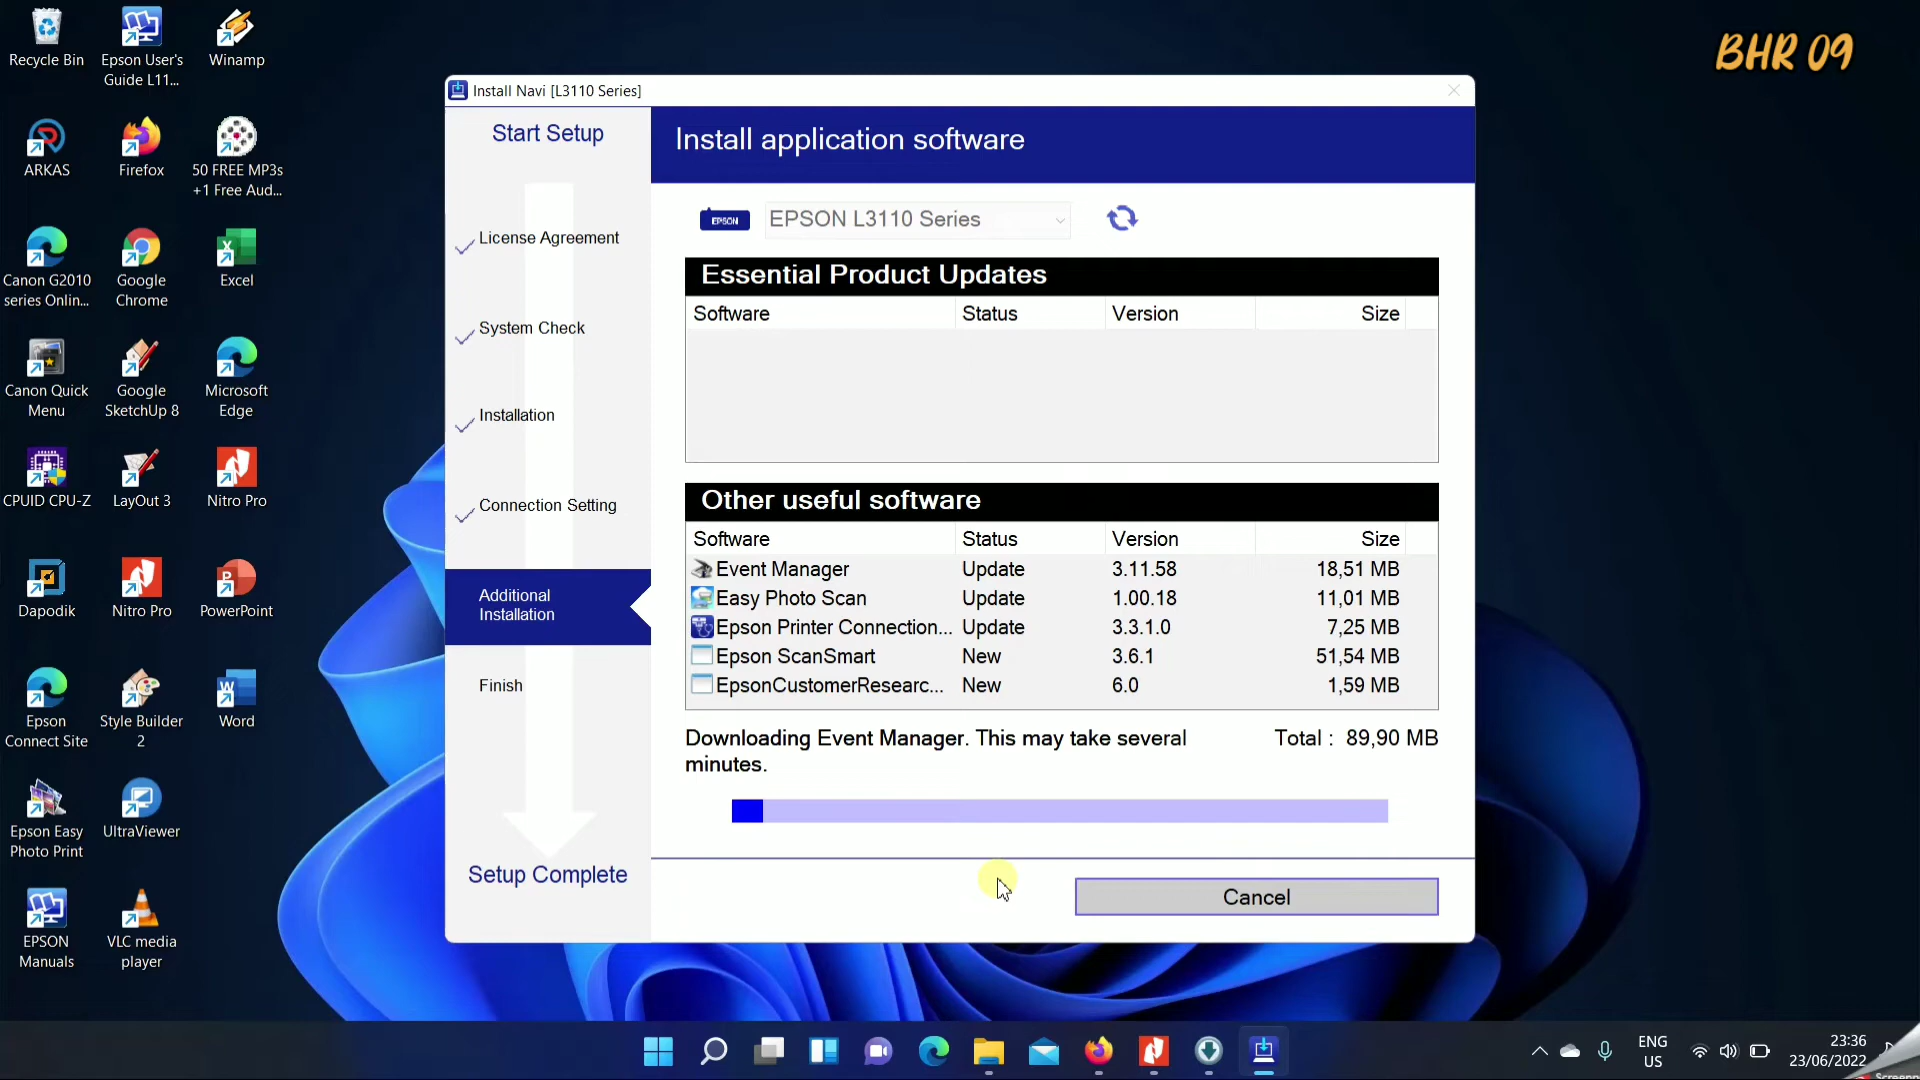 Recycle Bin
Epson User's
Guide L11...
Winamp
ARKAS
Firefox
50 FREE MP3s
+1 Free Aud...
Canon G2010
series Onlin...
Google
Chrome
Excel
Canon Quick
Menu
Google
SketchUp 8
Microsoft
Edge
CPUID CPU-Z
LayOut 3
Nitro Pro
Dapodik
Nitro Pro
PowerPoint
Epson
Connect Site
Style Builder
2
Word
Epson Easy
Photo Print
UltraViewer
EPSON
Manuals
VLC media
player
BHR 09
Install Navi [L3110 Series]
Start Setup
License Agreement
System Check
Installation
Connection Setting
Additional
Installation
Finish
Setup Complete
Install application software
EPSON
EPSON L3110 Series
Essential Product Updates
Software Status Version Size
Other useful software
Software Status Version Size
Event Manager Update 3.11.58 18,51 MB
Easy Photo Scan Update 1.00.18 11,01 MB
Epson Printer Connection... Update 3.3.1.0 7,25 MB
Epson ScanSmart New 3.6.1 51,54 MB
EpsonCustomerResearc... New 6.0 1,59 MB
Downloading Event Manager. This may take several
minutes.
Total : 89,90 MB
Cancel
ENG
US
23:36
23/06/2022